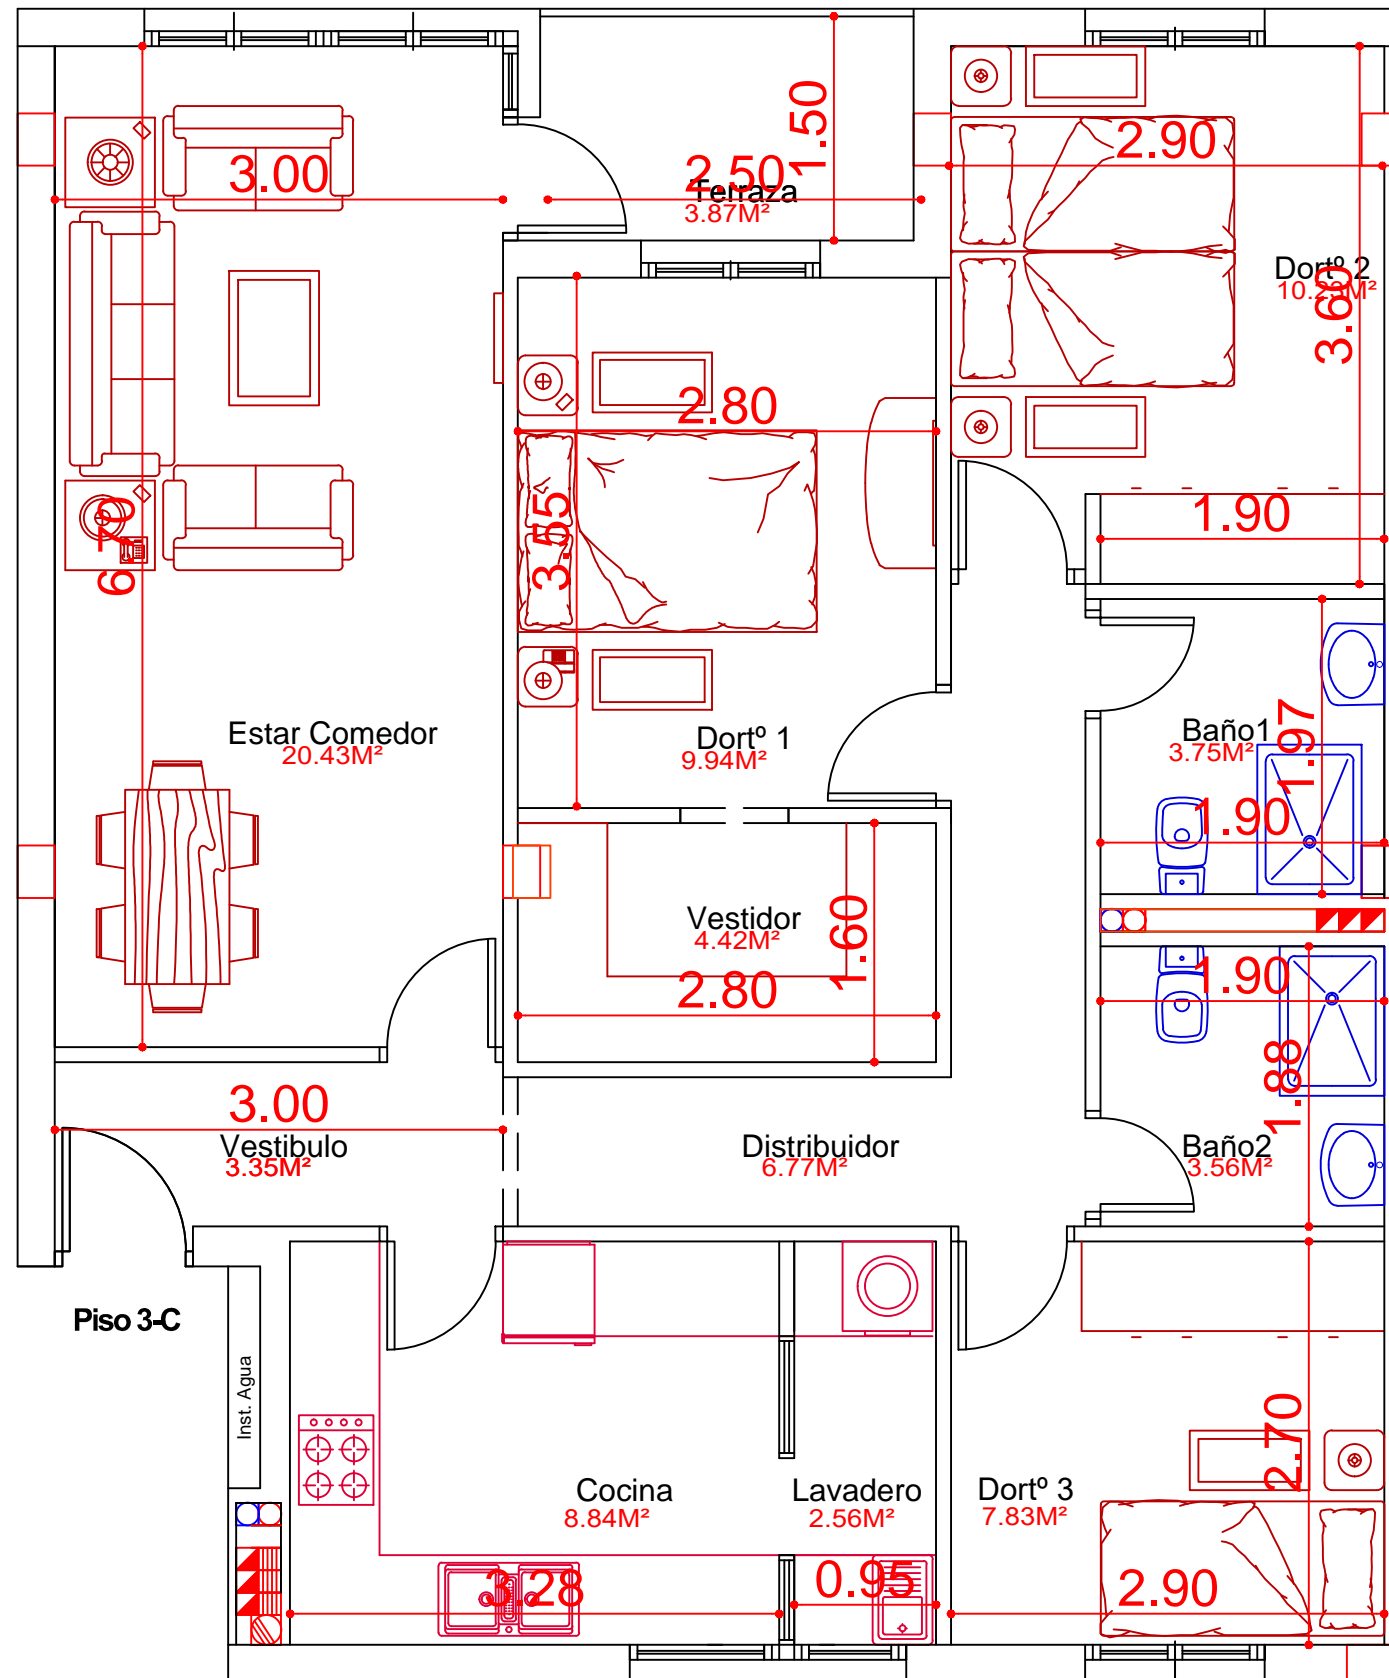 1.50
2.90
3.00
2.50
Terraza
3.87M²
Dortº 2
10.23M²
3.60
2.80
1.90
3.55
6.70
Estar Comedor
20.43M²
Dortº 1
9.94M²
Baño1
3.75M²
1.97
1.90
Vestidor
4.42M²
1.60
2.80
1.90
1.88
3.00
Vestibulo
3.35M²
Distribuidor
6.77M²
Baño2
3.56M²
Piso 3-C
Inst. Agua
Cocina
8.84M²
Lavadero
2.56M²
Dortº 3
7.83M²
2.70
3.28
0.95
2.90